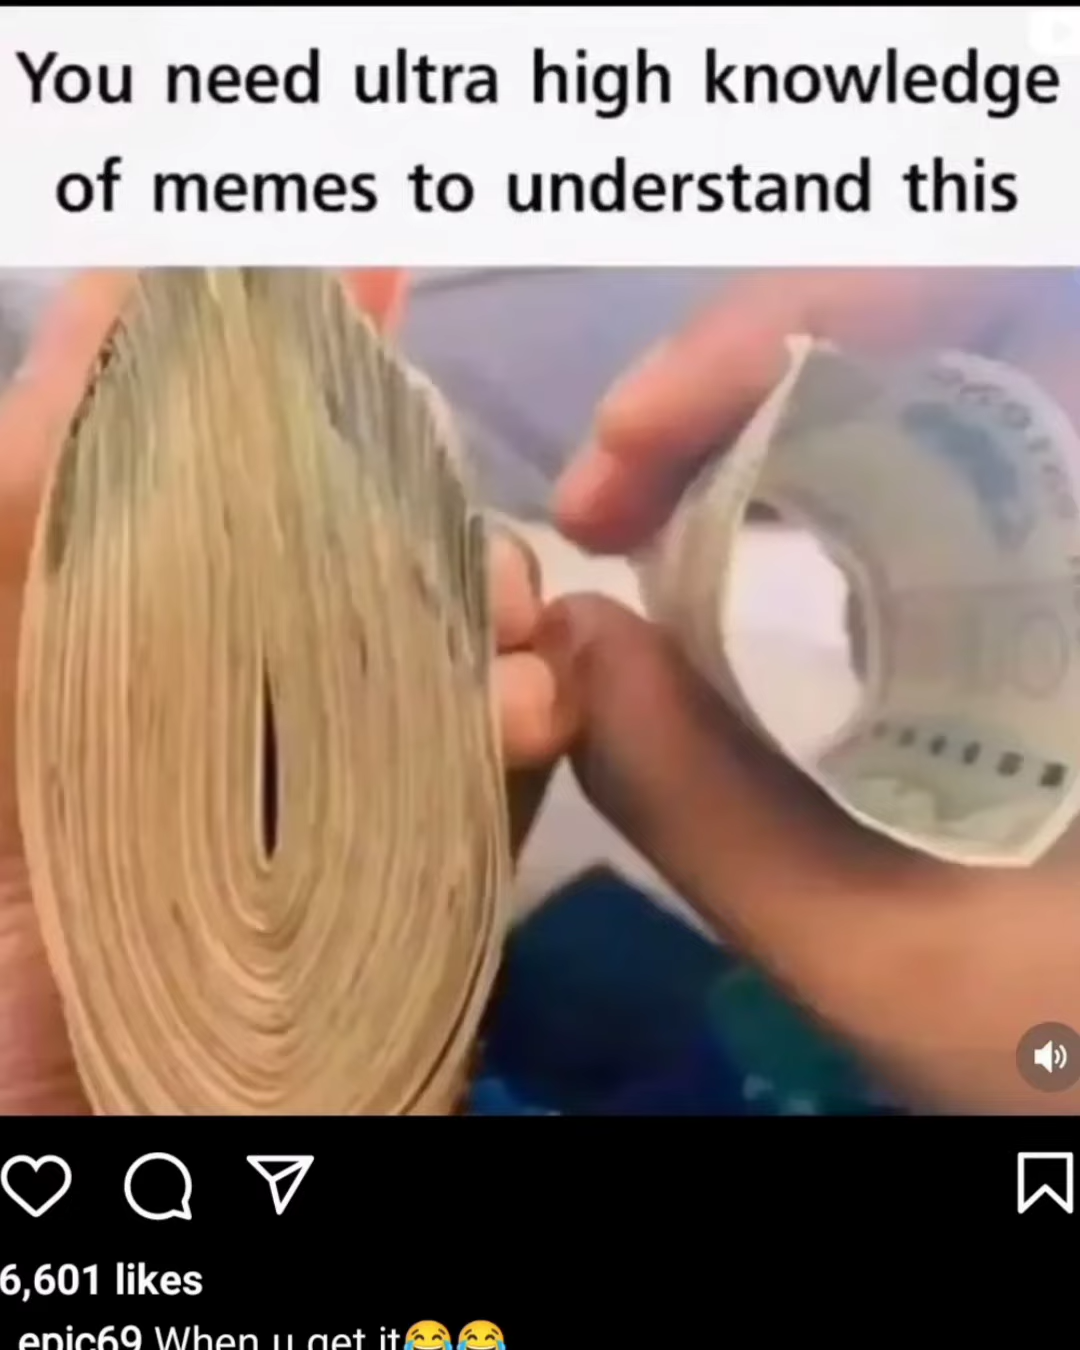 You need ultra high knowledge
of memes to understand this
6,601 likes
epic69 When u get it😂😂